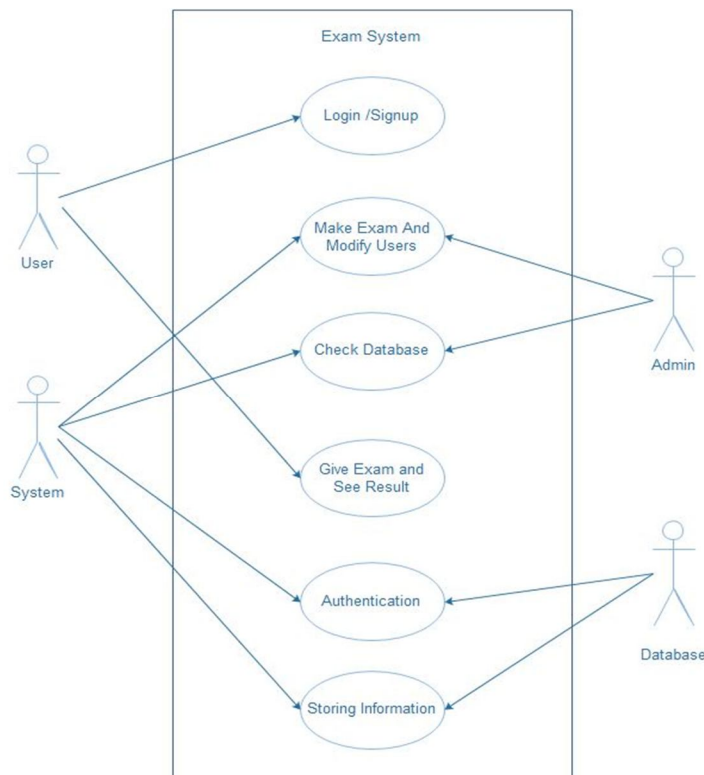 Exam System
Login /Signup
User
Make Exam And
Modify Users
Admin
Check Database
System
Give Exam and
See Result
Authentication
Database
Storing Information